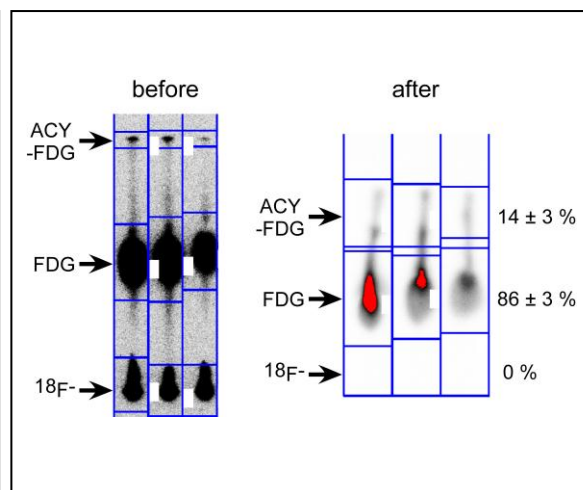 before
ACY
-FDG
FDG
18F-
after
ACY
-FDG
14 ± 3 %
FDG
86 ± 3 %
18F-
0 %